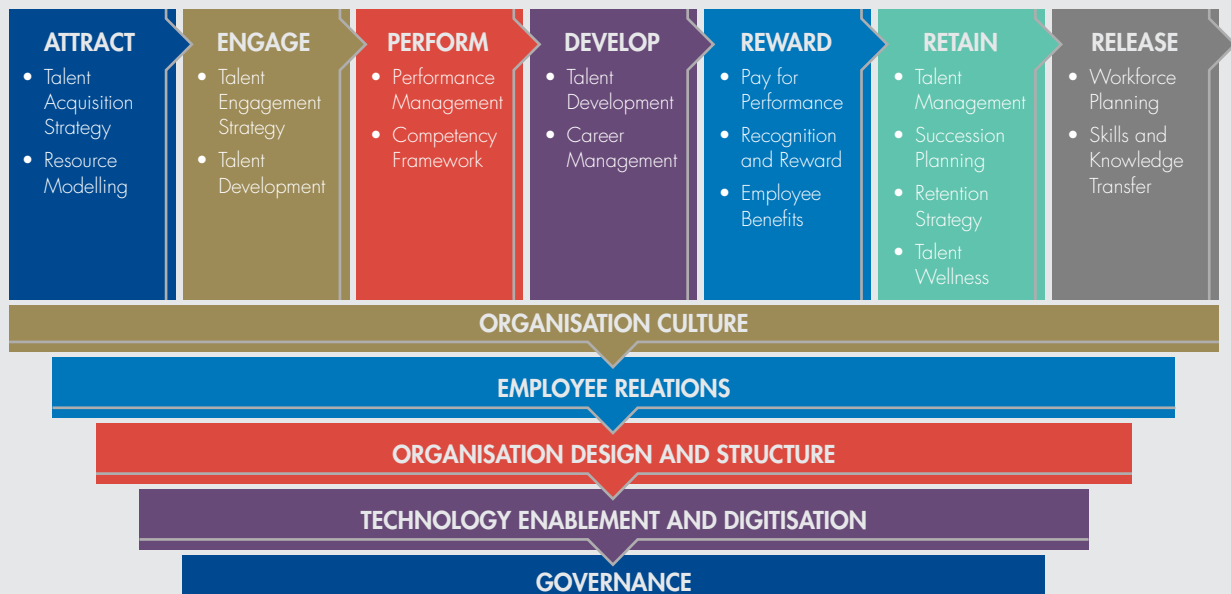 ATTRACT
• Talent
Acquisition
Strategy
• Resource
Modelling
ENGAGE
• Talent
Engagement
Strategy
• Talent
Development
PERFORM
• Performance
Management
• Competency
Framework
DEVELOP
• Talent
Development
• Career
Management
REWARD
• Pay for
Performance
• Recognition
and Reward
• Employee
Benefits
RETAIN
• Talent
Management
• Succession
Planning
• Retention
Strategy
• Talent
Wellness
RELEASE
• Workforce
Planning
• Skills and
Knowledge
Transfer
ORGANISATION CULTURE
EMPLOYEE RELATIONS
ORGANISATION DESIGN AND STRUCTURE
TECHNOLOGY ENABLEMENT AND DIGITISATION
GOVERNANCE